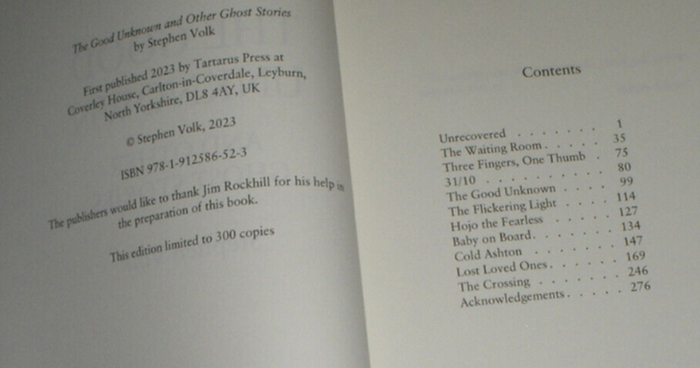 The Good Unknown and Other Ghost Stories
by Stephen Volk
First published 2023 by Tartarus Press at
Coverley House, Carlton-in-Coverdale, Leyburn,
North Yorkshire, DL8 4AY, UK
© Stephen Volk, 2023
ISBN 978-1-912586-52-3
The publishers would like to thank Jim Rockhill for his help in
the preparation of this book.
This edition limited to 300 copies
Contents
Unrecovered . . . . . . . 1
The Waiting Room . . . . . 35
Three Fingers, One Thumb . 75
31/10 . . . . . . . . . 80
The Good Unknown . . . . 99
The Flickering Light . . . . 114
Hojo the Fearless . . . . . 127
Baby on Board. . . . . . 134
Cold Ashton . . . . . . . 147
Lost Loved Ones. . . . . . 169
The Crossing . . . . . . 246
Acknowledgements. . . . . 276